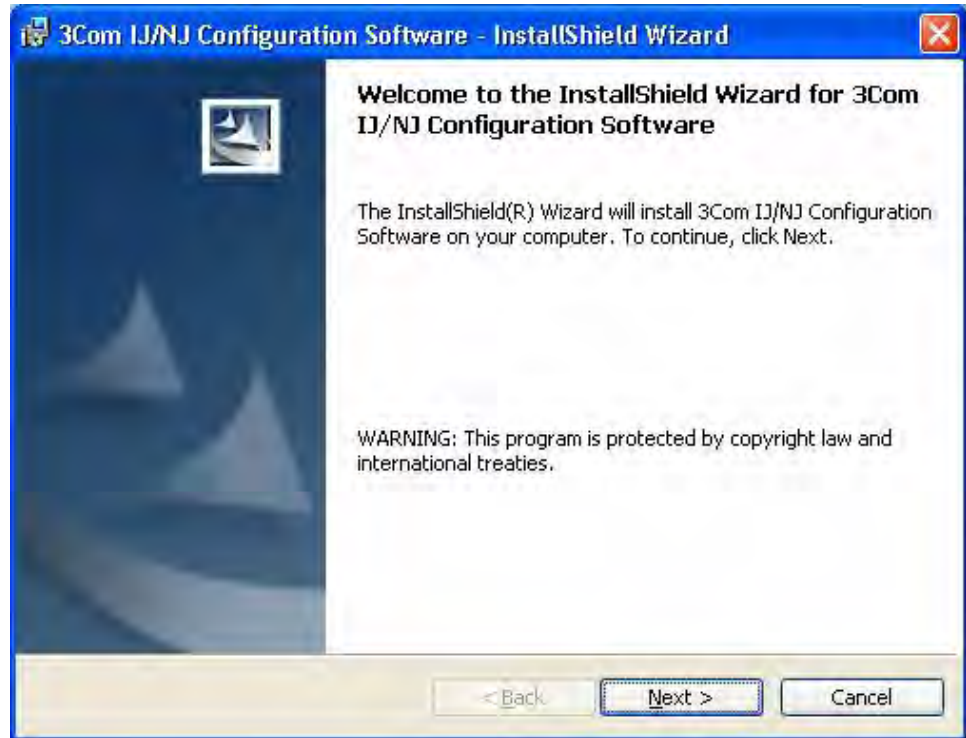 3Com IJ/NJ Configuration Software - InstallShield Wizard
Welcome to the InstallShield Wizard for 3Com
IJ/NJ Configuration Software
The InstallShield(R) Wizard will install 3Com IJ/NJ Configuration
Software on your computer. To continue, click Next.
WARNING: This program is protected by copyright law and
international treaties.
< Back
Next >
Cancel